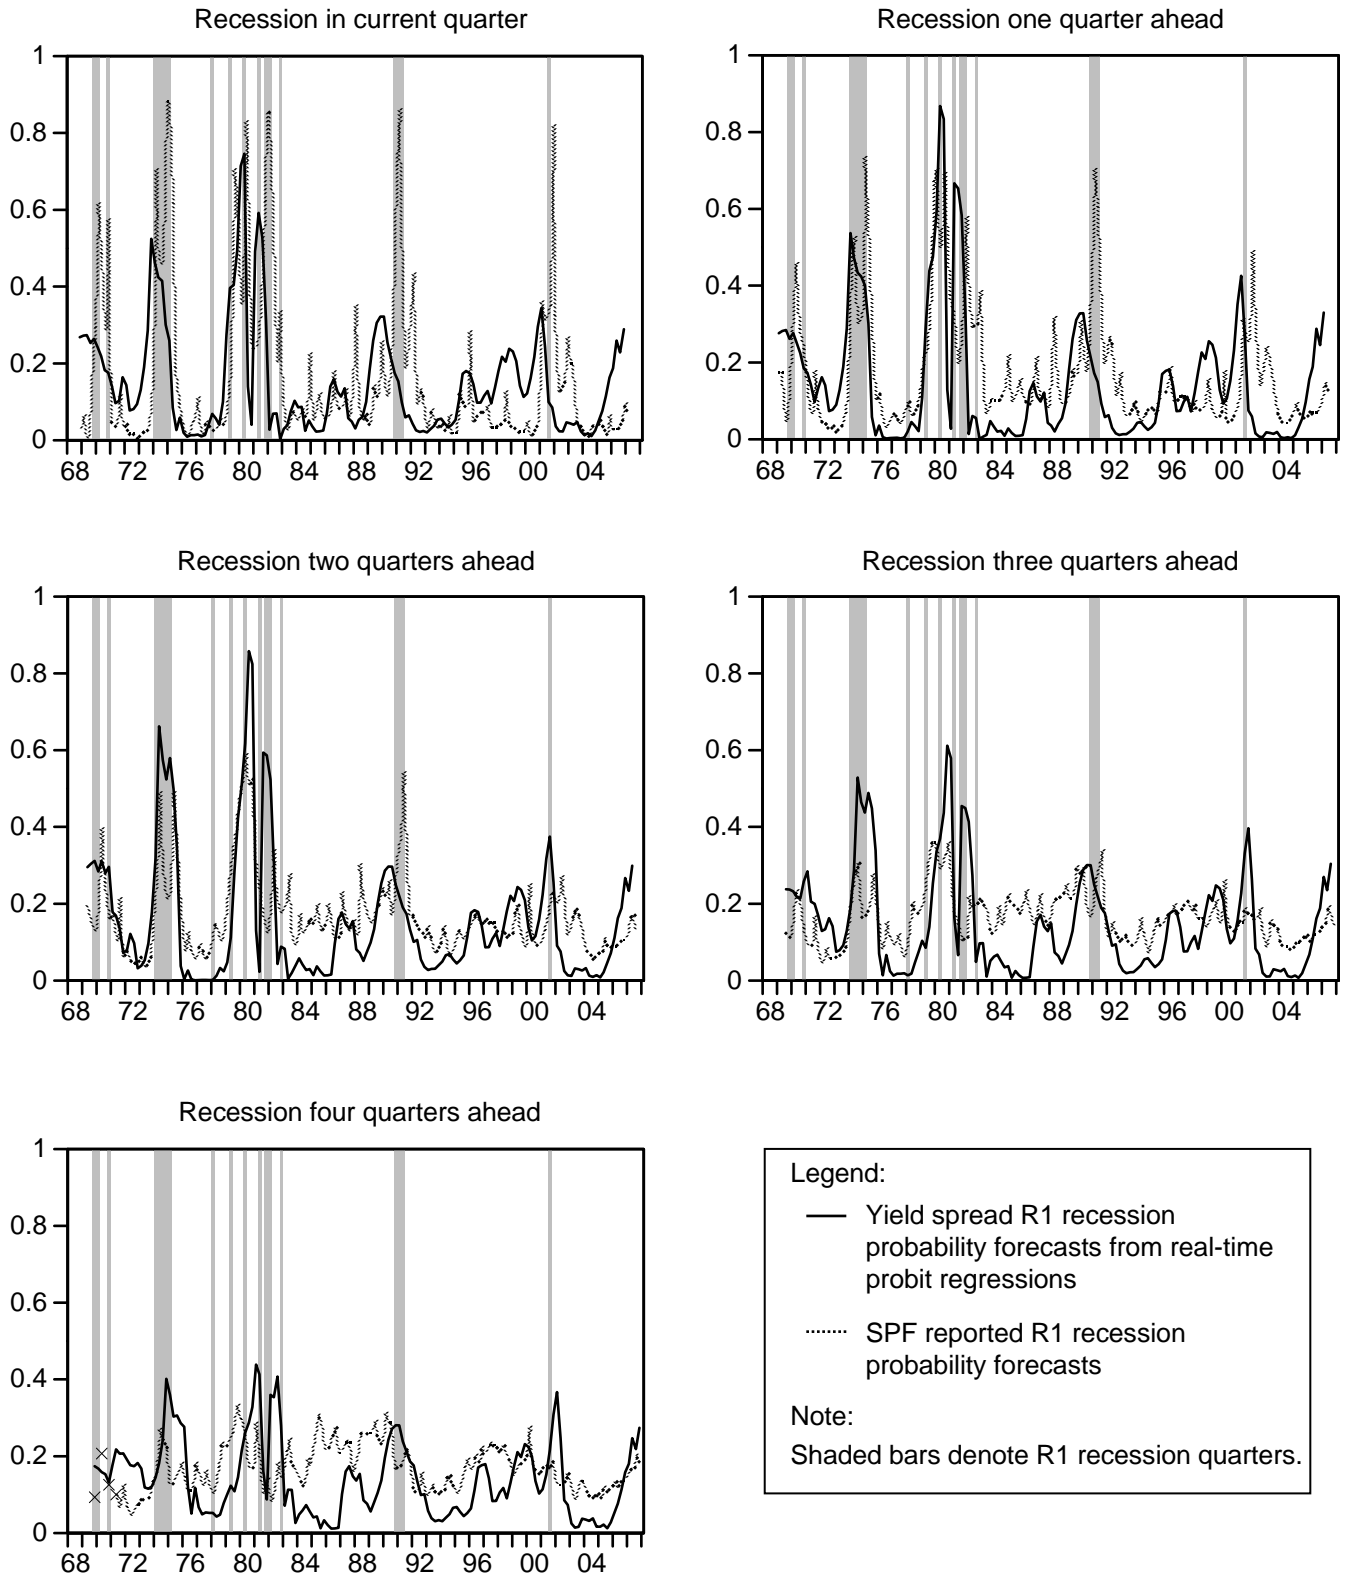 Recession in current quarter
1
0.8
0.6
0.4
0.2
0
68 72 76 80 84 88 92 96 00 04
Recession one quarter ahead
1
0.8
0.6
0.4
0.2
0
68 72 76 80 84 88 92 96 00 04
Recession two quarters ahead
1
0.8
0.6
0.4
0.2
0
68 72 76 80 84 88 92 96 00 04
Recession three quarters ahead
1
0.8
0.6
0.4
0.2
0
68 72 76 80 84 88 92 96 00 04
Recession four quarters ahead
1
0.8
0.6
0.4
0.2
0
68 72 76 80 84 88 92 96 00 04
Legend:
Yield spread R1 recession
probability forecasts from real-time
probit regressions
SPF reported R1 recession
probability forecasts
Note:
Shaded bars denote R1 recession quarters.